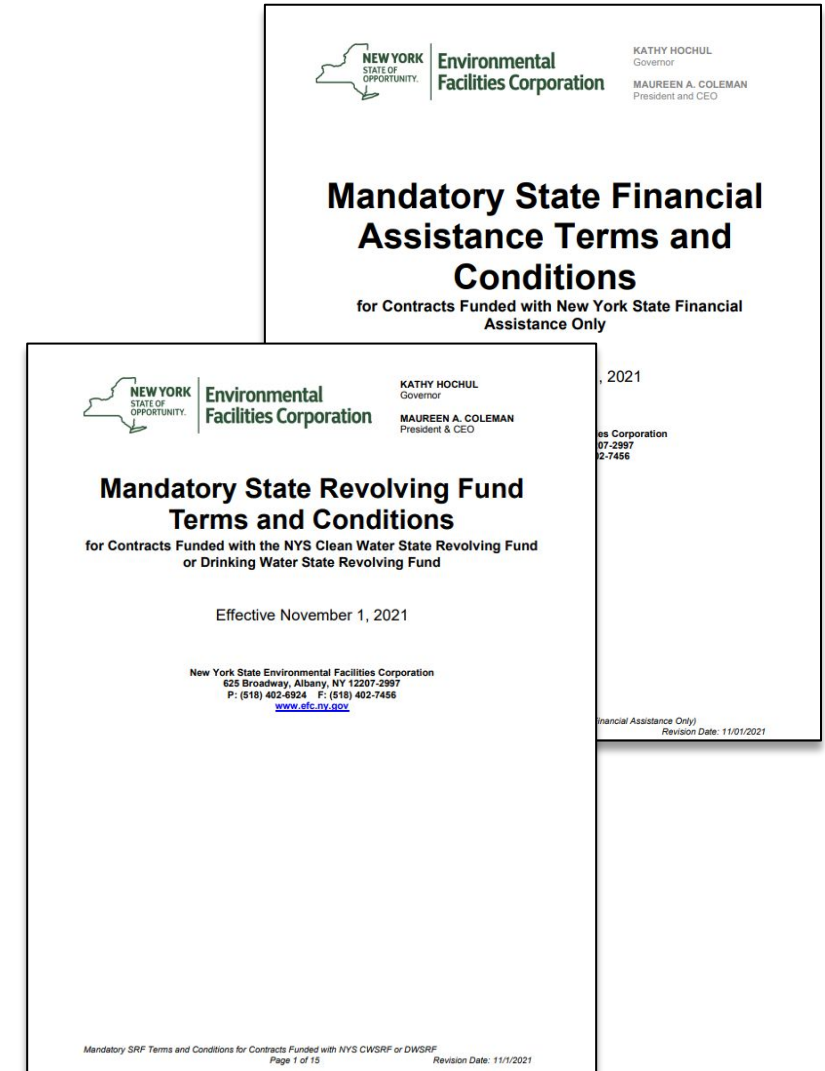 NEW YORK
STATE OF
OPPORTUNITY.
Environmental
Facilities Corporation
KATHY HOCHUL
Governor
MAUREEN A. COLEMAN
President and CEO
Mandatory State Financial
Assistance Terms and
Conditions
for Contracts Funded with New York State Financial
Assistance Only
, 2021
es Corporation
07-2997
02-7456
inancial Assistance Only)
Revision Date: 11/01/2021
NEW YORK
STATE OF
OPPORTUNITY.
Environmental
Facilities Corporation
KATHY HOCHUL
Governor
MAUREEN A. COLEMAN
President & CEO
Mandatory State Revolving Fund
Terms and Conditions
for Contracts Funded with the NYS Clean Water State Revolving Fund
or Drinking Water State Revolving Fund
Effective November 1, 2021
New York State Environmental Facilities Corporation
625 Broadway, Albany, NY 12207-2997
P: (518) 402-6924 F: (518) 402-7456
www.efc.ny.gov
Mandatory SRF Terms and Conditions for Contracts Funded with NYS CWSRF or DWSRF
Page 1 of 15 Revision Date: 11/1/2021